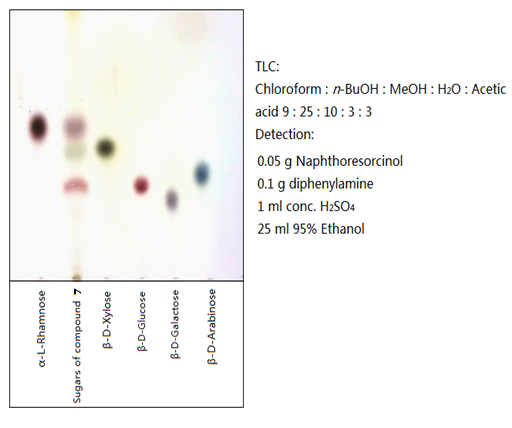 TLC:
Chloroform : n-BuOH : MeOH : H2O : Acetic
acid 9 : 25 : 10 : 3 : 3
Detection:
0.05 g Naphthoresorcinol
0.1 g diphenylamine
1 ml conc. H2SO4
25 ml 95% Ethanol
α-L-Rhamnose
Sugars of compound 7
β-D-Xylose
β-D-Glucose
β-D-Galactose
β-D-Arabinose